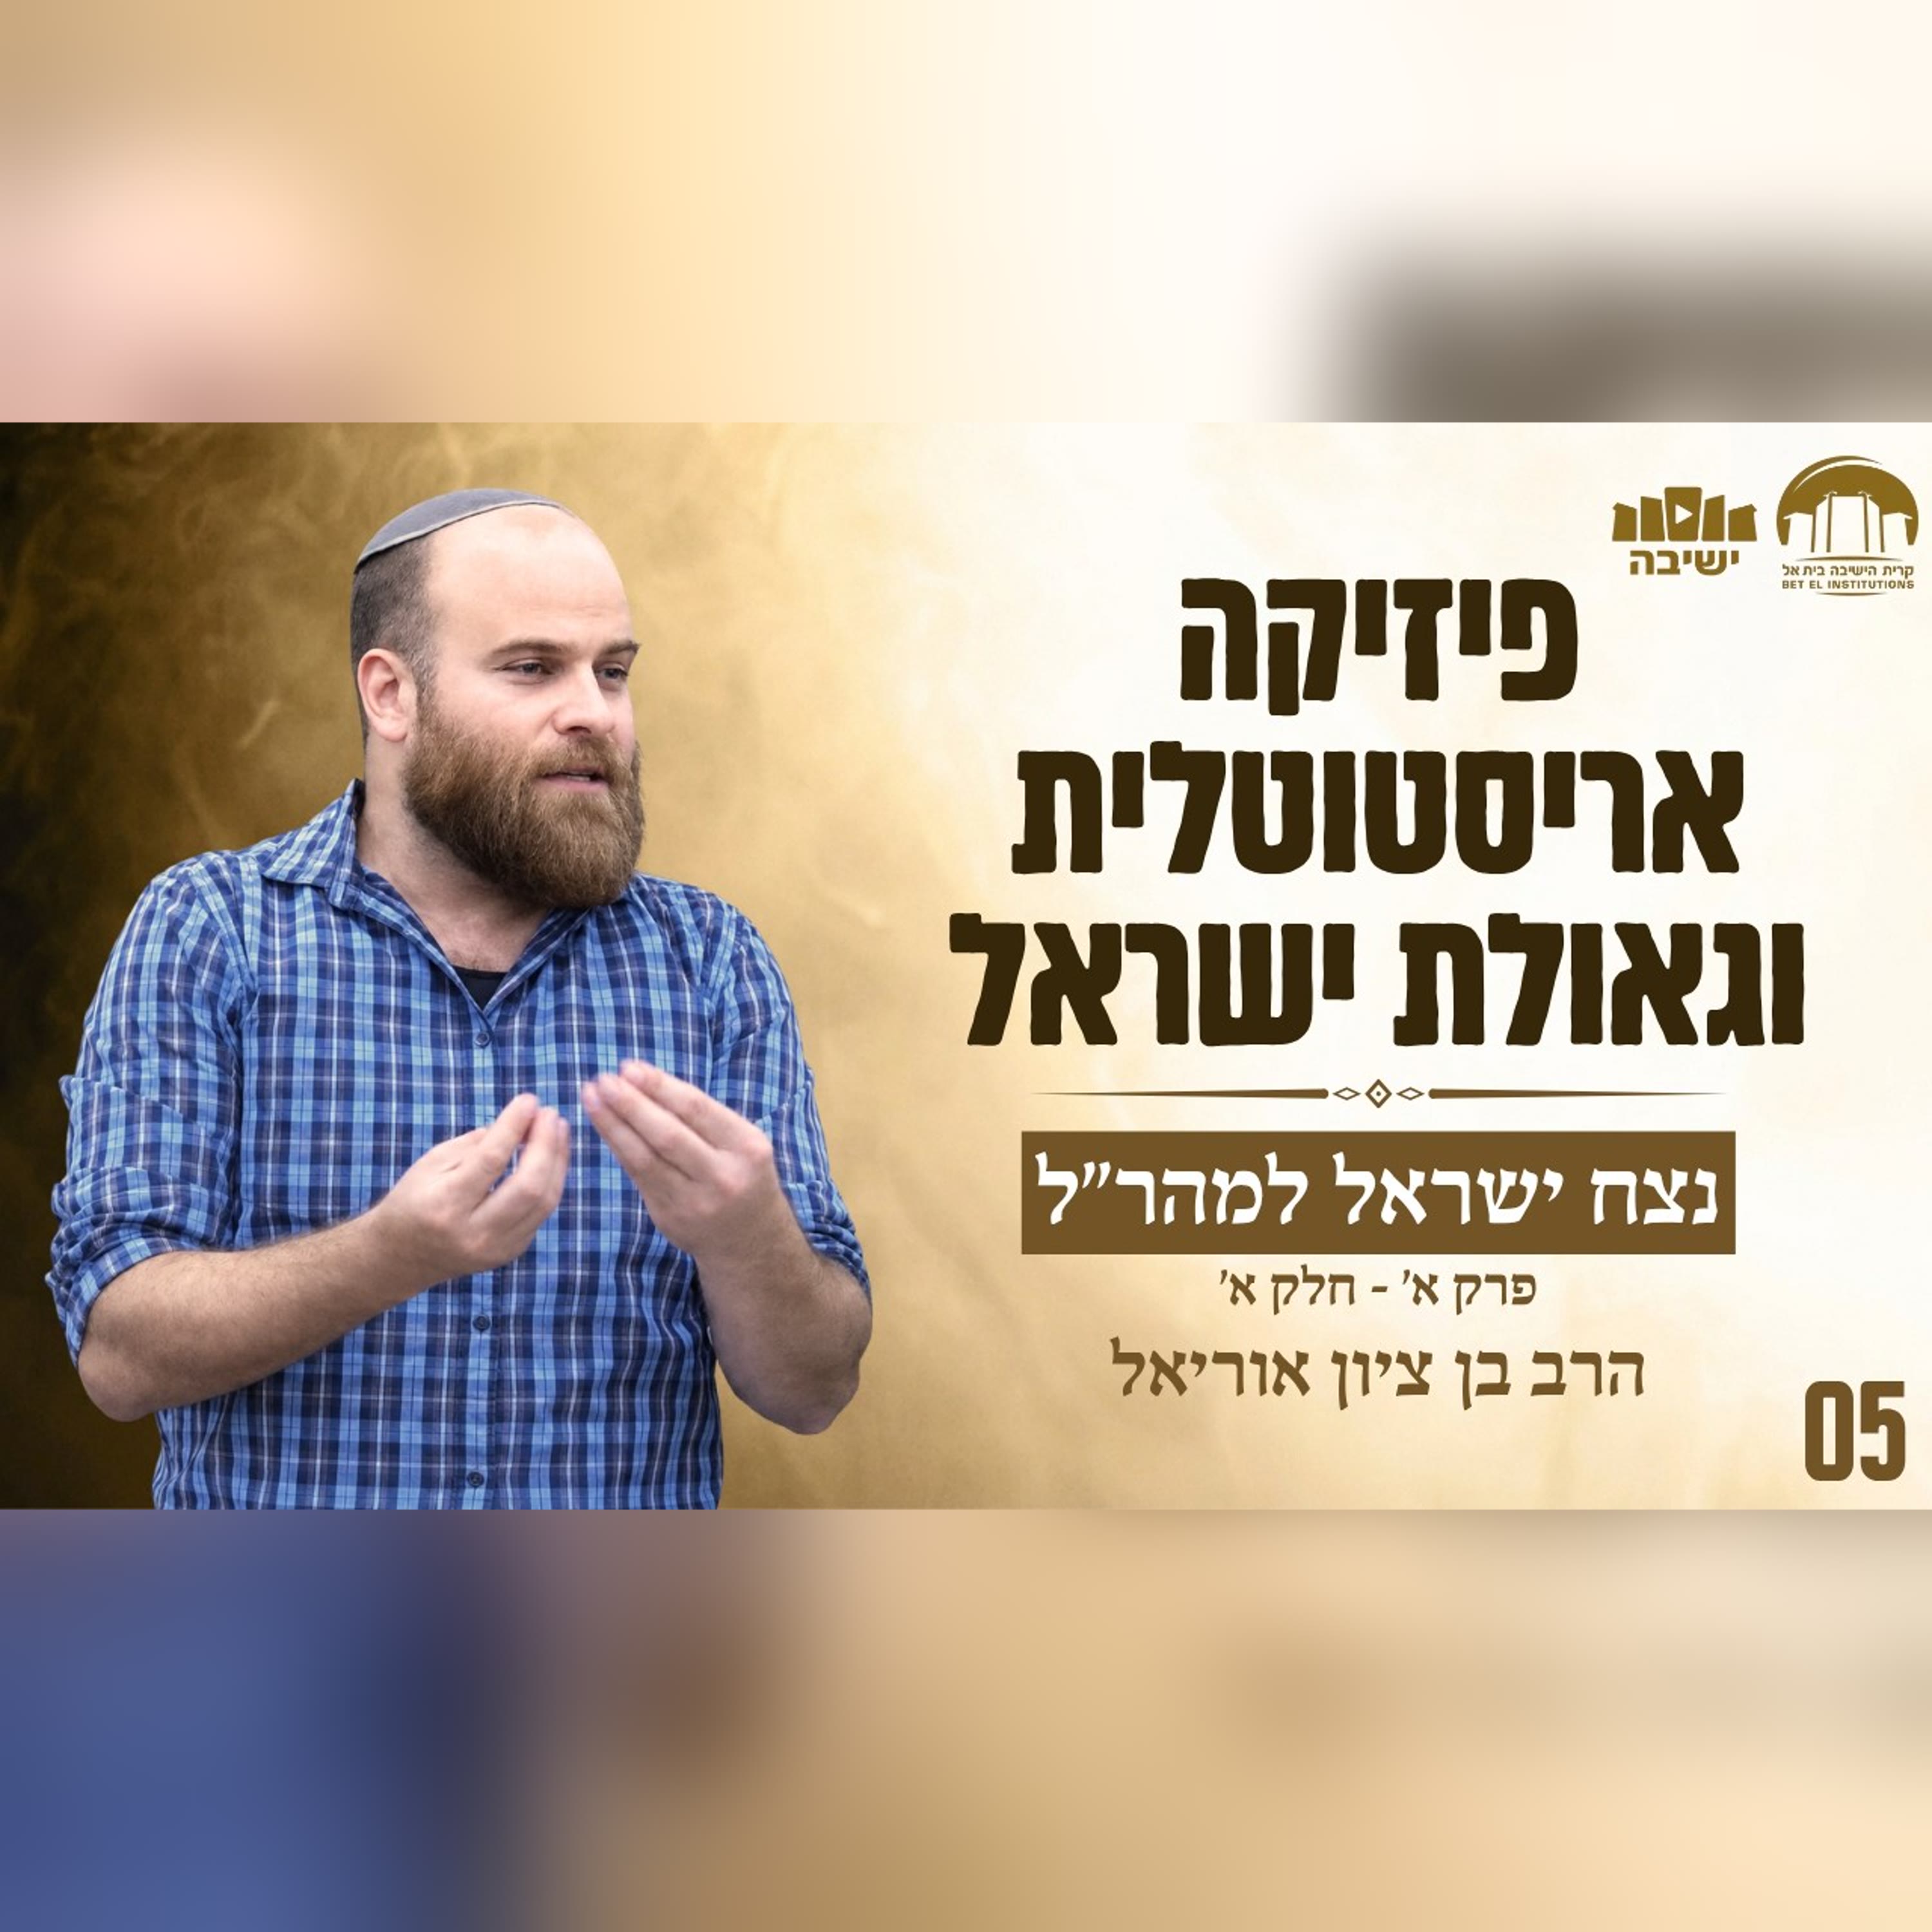 ישיבה
קרית הישיבה בית אל
BET EL INSTITUTIONS
פיזיקה
אריסטוטלית
וגאולת ישראל
נצח ישראל למהר"ל
פרק א' - חלק א'
הרב בן ציון אוריאל
05